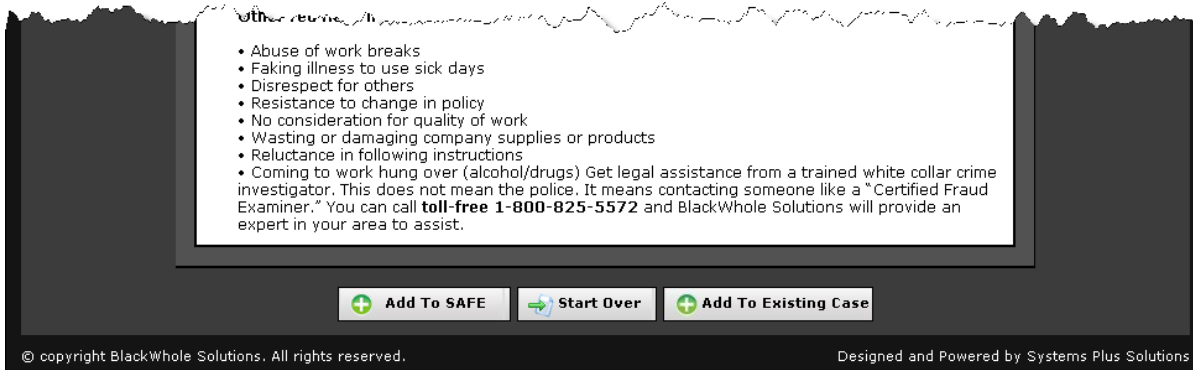 • Abuse of work breaks
• Faking illness to use sick days
• Disrespect for others
• Resistance to change in policy
• No consideration for quality of work
• Wasting or damaging company supplies or products
• Reluctance in following instructions
• Coming to work hung over (alcohol/drugs) Get legal assistance from a trained white collar crime
investigator. This does not mean the police. It means contacting someone like a “Certified Fraud
Examiner.” You can call toll-free 1-800-825-5572 and BlackWhole Solutions will provide an
expert in your area to assist.
Add To SAFE Start Over Add To Existing Case
© copyright BlackWhole Solutions. All rights reserved. Designed and Powered by Systems Plus Solutions